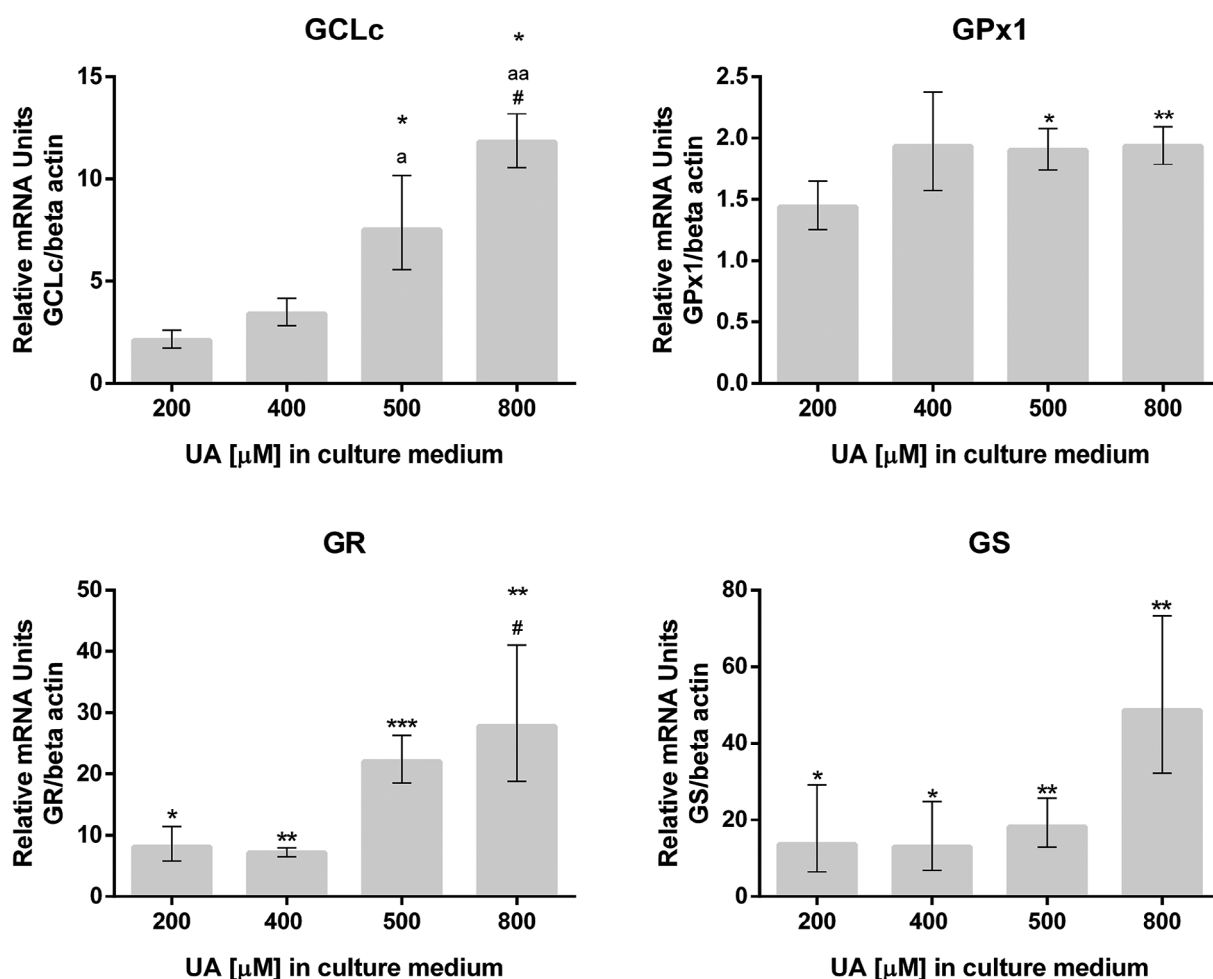 GCLc
*
aa
#
*
a
15
10
5
0
Relative mRNA Units
GCLc/beta actin
200 400 500 800
UA [μM] in culture medium
GPx1
* **
2.5
2.0
1.5
1.0
0.5
0.0
Relative mRNA Units
GPx1/beta actin
200 400 500 800
UA [μM] in culture medium
GR
**
#
***
* **
50
40
30
20
10
0
Relative mRNA Units
GR/beta actin
200 400 500 800
UA [μM] in culture medium
GS
**
* * **
80
60
40
20
0
Relative mRNA Units
GS/beta actin
200 400 500 800
UA [μM] in culture medium